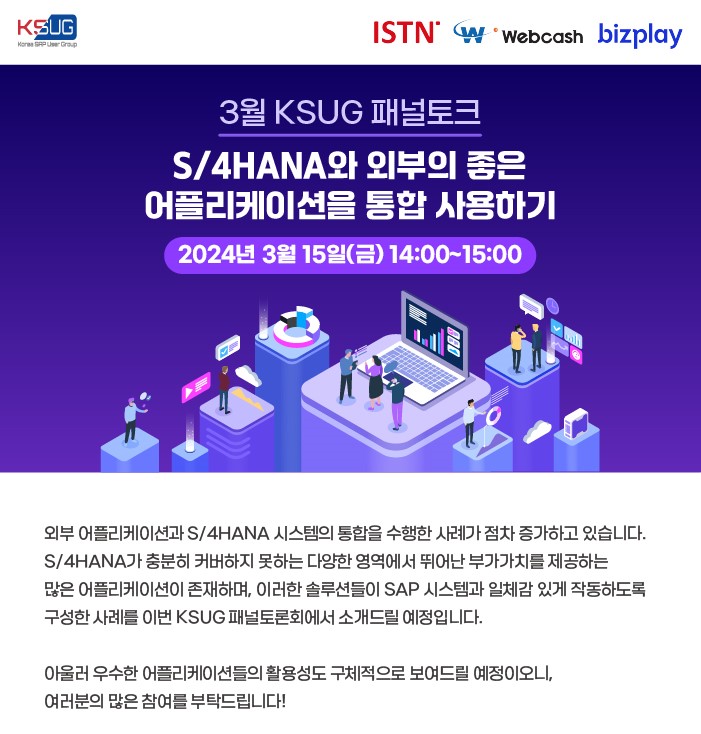 KSUG
Korea SAP User Group
ISTN
W Webcash
bizplay
3월 KSUG 패널토크
S/4HANA와 외부의 좋은
어플리케이션을 통합 사용하기
2024년 3월 15일(금) 14:00~15:00
외부 어플리케이션과 S/4HANA 시스템의 통합을 수행한 사례가 점차 증가하고 있습니다.
S/4HANA가 충분히 커버하지 못하는 다양한 영역에서 뛰어난 부가가치를 제공하는
많은 어플리케이션이 존재하며, 이러한 솔루션들이 SAP 시스템과 일체감 있게 작동하도록
구성한 사례를 이번 KSUG 패널토론회에서 소개드릴 예정입니다.
아울러 우수한 어플리케이션들의 활용성도 구체적으로 보여드릴 예정이오니,
여러분의 많은 참여를 부탁드립니다!